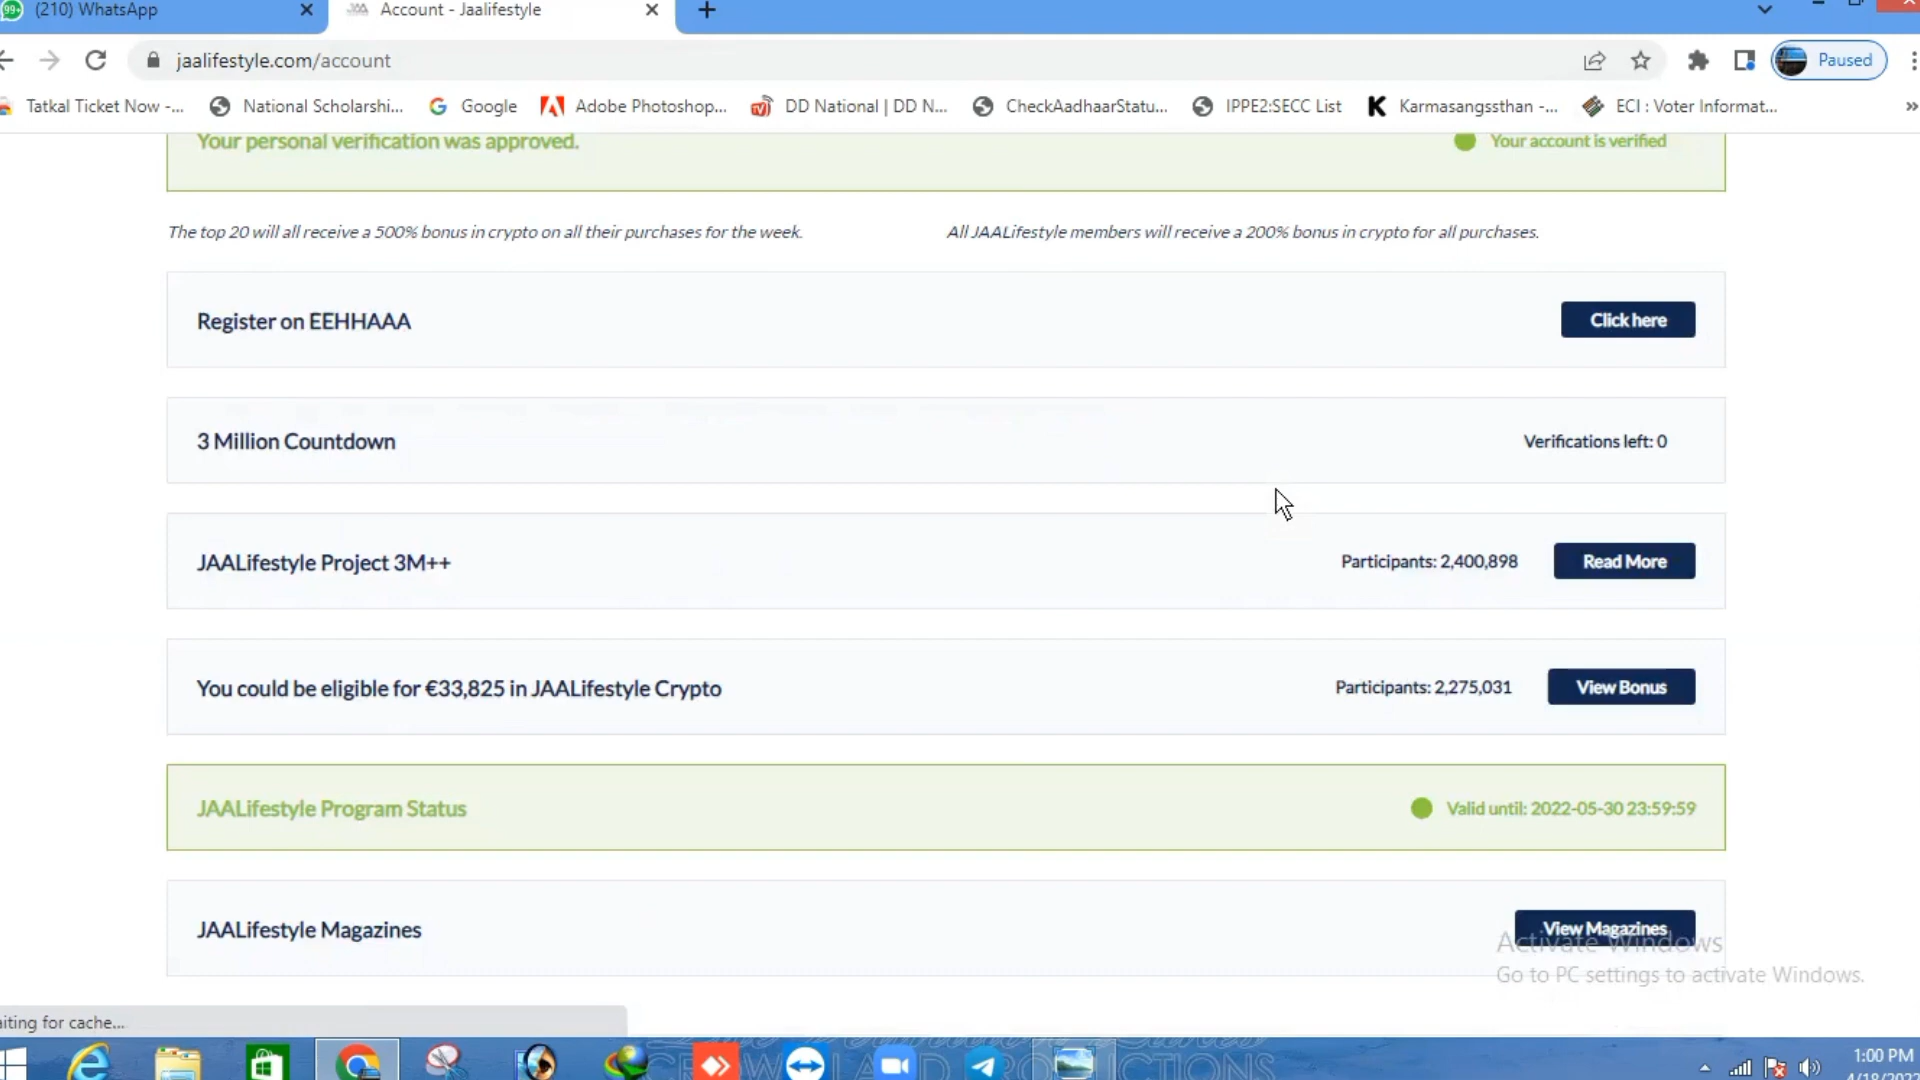 99+ (210) WhatsApp
Account - Jaalifestyle
jaalifestyle.com/account
Paused
Tatkal Ticket Now -...
National Scholarshi...
Google
Adobe Photoshop...
DD National | DD N...
CheckAadhaarStatu...
IPPE2:SECC List
Karmasangssthan -...
ECI : Voter Informat...
»
Your personal verification was approved.
Your account is verified
The top 20 will all receive a 500% bonus in crypto on all their purchases for the week.
All JAALifestyle members will receive a 200% bonus in crypto for all purchases.
Register on EEHHAAA
Click here
3 Million Countdown
Verifications left: 0
JAALifestyle Project 3M++
Participants: 2,400,898
Read More
You could be eligible for €33,825 in JAALifestyle Crypto
Participants: 2,275,031
View Bonus
JAALifestyle Program Status
Valid until: 2022-05-30 23:59:59
JAALifestyle Magazines
View Magazines
Activate Windows
Go to PC settings to activate Windows.
aiting for cache...
1:00 PM
4/18/2022